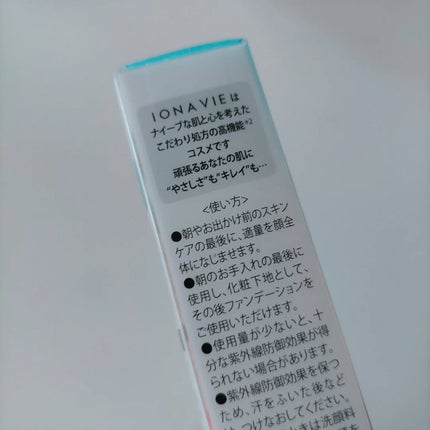 IONAVIEは
ナイーブな肌と心を考えた
こだわり処方の高機能※2
コスメです
頑張るあなたの肌に
“やさしさ”も“キレイ”も…
<使い方>
●朝やお出かけ前のスキン
ケアの最後に、適量を顔全
体になじませます。
●朝のお手入れの最後に
使用し、化粧下地として、
その後ファンデーションを
ご使用いただけます。
●使用量が少ないと、十
分な紫外線防御効果が得
られない場合があります。
●紫外線防御効果を保つ
ため、汗をふいた後など
は、つけなおしてください。
ときは洗顔料